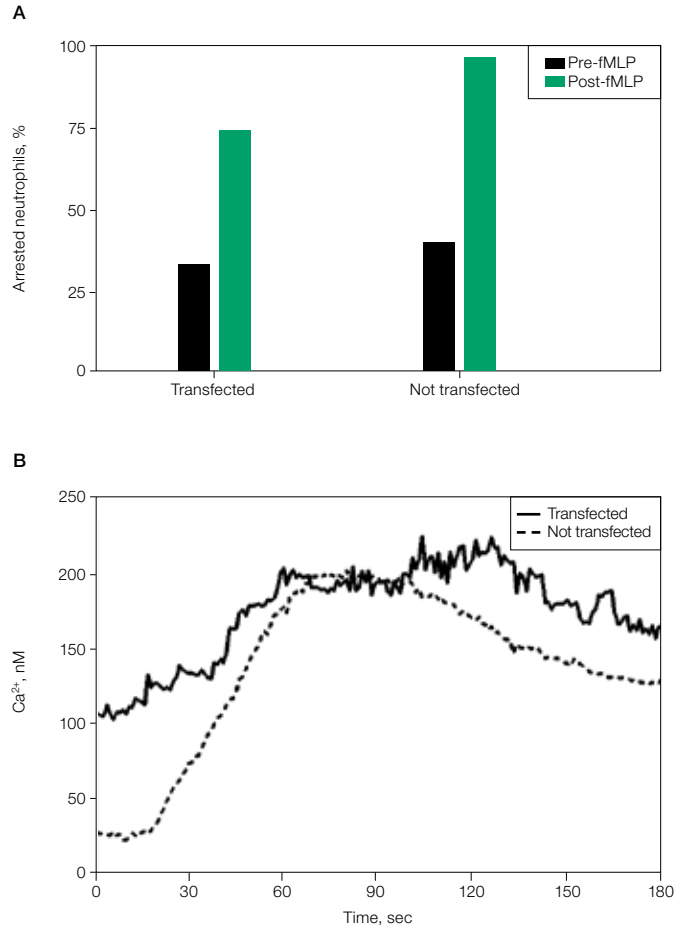 A
100
75
50
25
0
Arrested neutrophils, %
Pre-fMLP
Post-fMLP
Transfected
Not transfected
B
250
200
150
100
50
0
Ca²⁺, nM
Transfected
Not transfected
0
30
60
90
120
150
180
Time, sec